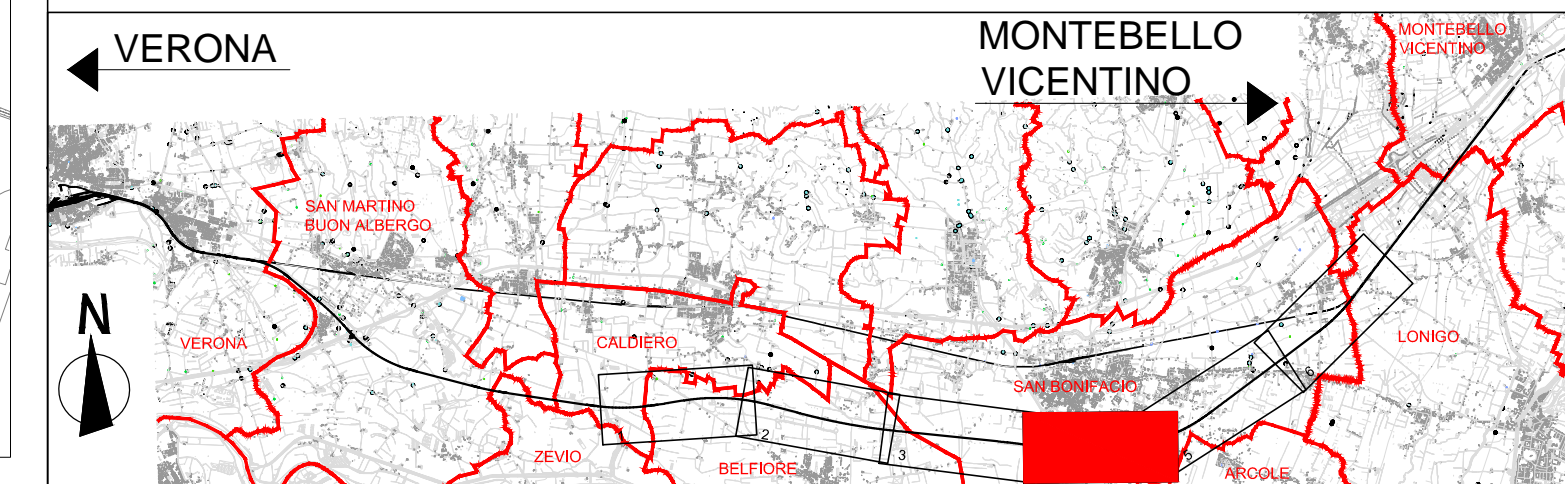 VERONA
MONTEBELLO
VICENTINO
MONTEBELLO
VICENTINO
SAN MARTINO
BUON ALBERGO
N
VERONA
CALDIERO
LONIGO
SAN BONIFACIO
6
1
2
3
5
ZEVIO
BELFIORE
ARCOLE